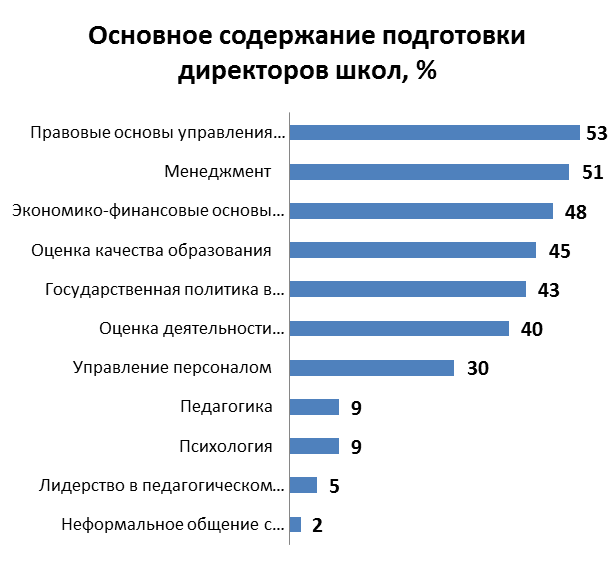 Основное содержание подготовки
директоров школ, %
Правовые основы управления... 53
Менеджмент 51
Экономико-финансовые основы... 48
Оценка качества образования 45
Государственная политика в... 43
Оценка деятельности... 40
Управление персоналом 30
Педагогика 9
Психология 9
Лидерство в педагогическом... 5
Неформальное общение с... 2